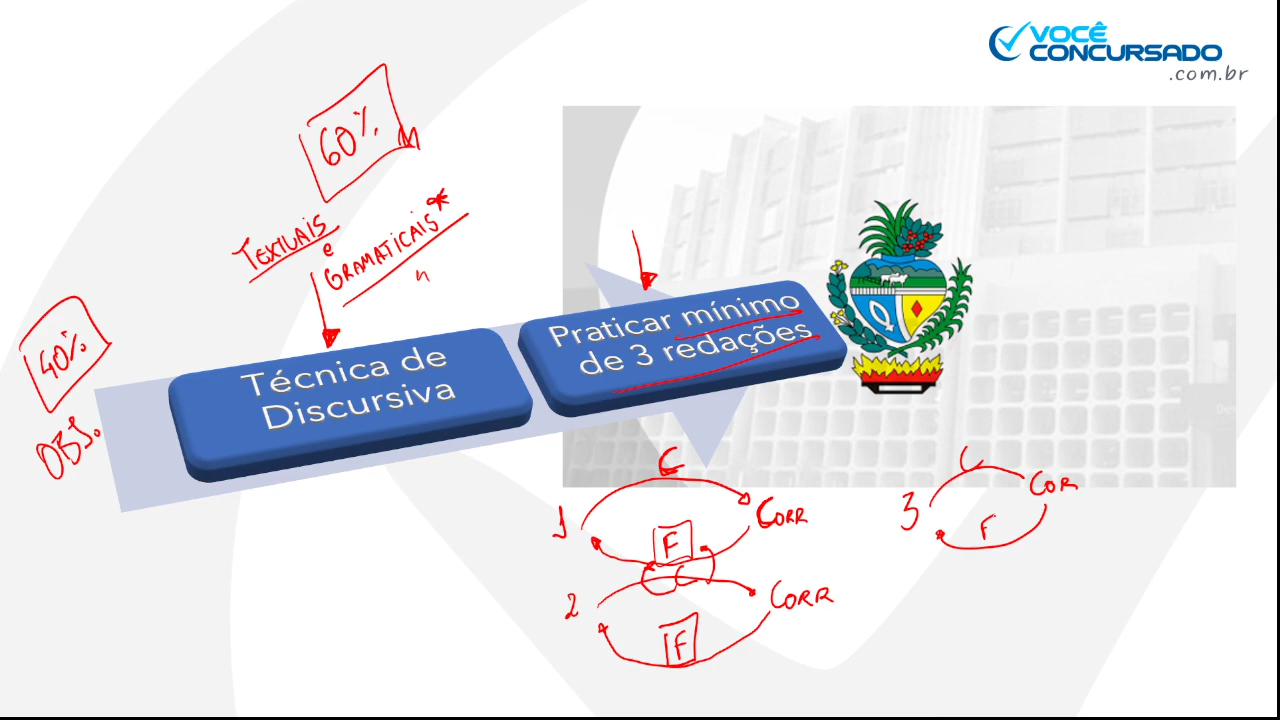 VOCÊ
CONCURSADO
.com.br
60%
TEXTUAIS
e
GRAMATICAIS*
40%
OBJ.
Técnica de
Discursiva
Praticar mínimo
de 3 redações
C
1
CORR
F
C
2
CORR
F
C
3
COR
F